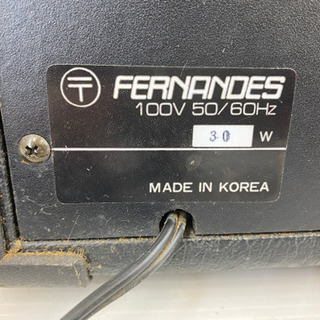 〒 FERNANDES
100V 50/60Hz
30 W
MADE IN KOREA